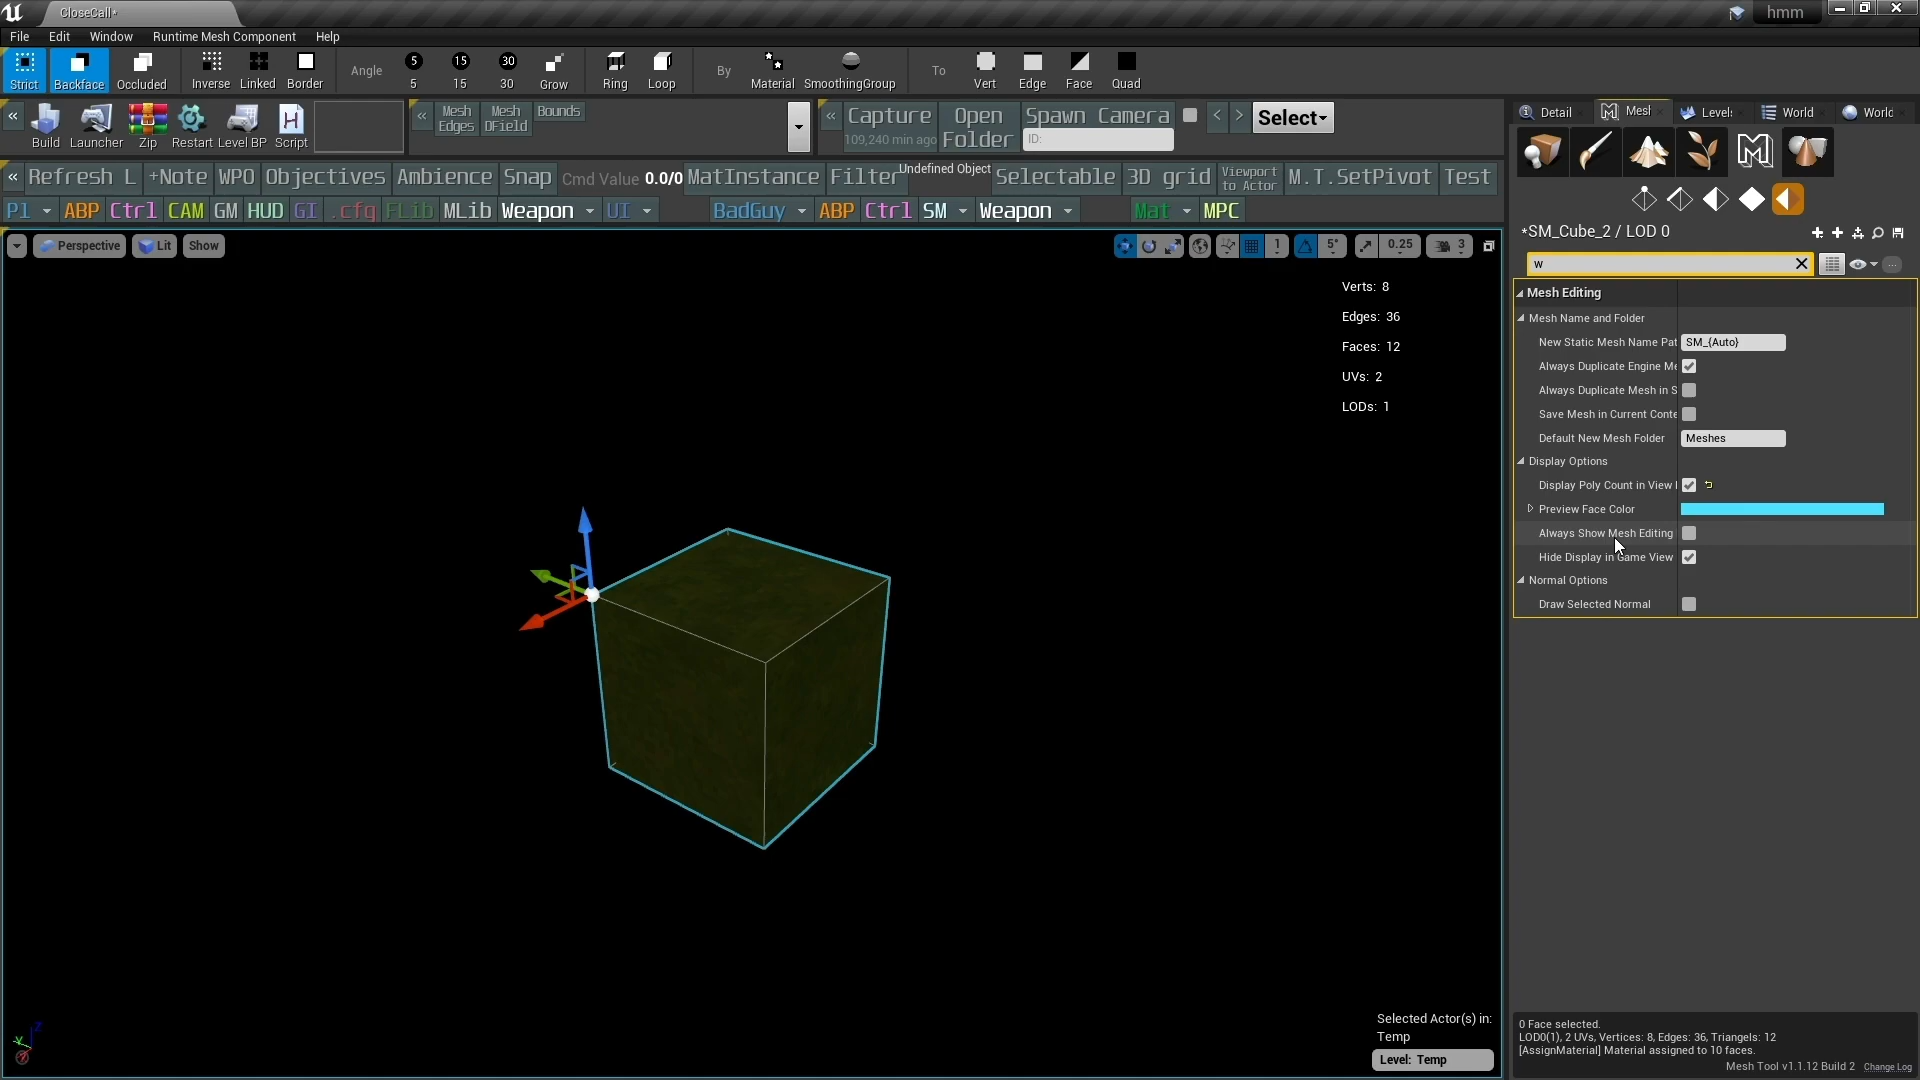 CloseCall*
hmm
File Edit Window Runtime Mesh Component Help
Strict Backface Occluded Inverse Linked Border Angle 5 5 15 15 30 30 Grow Ring Loop By Material SmoothingGroup To Vert Edge Face Quad
Build Launcher Zip Restart Level BP Script
Mesh Edges
Mesh DField
Bounds
Capture
109,240 min ago
Open Folder
Spawn Camera
ID:
< > Select
Detail Mesl Levels World World
Refresh L +Note WPO Objectives Ambience Snap Cmd Value 0.0/0 MatInstance Filter Undefined Object Selectable 3D grid Viewport to Actor M.T.SetPivot Test
Pl ABP Ctrl CAM GM HUD GI .cfg FLib MLib Weapon UI BadGuy ABP Ctrl SM Weapon Mat MPC
Perspective Lit Show
1 5° 0.25 3
Verts: 8
Edges: 36
Faces: 12
UVs: 2
LODs: 1
*SM_Cube_2 / LOD 0
w
Mesh Editing
Mesh Name and Folder
New Static Mesh Name Pat SM_{Auto}
Always Duplicate Engine Me
Always Duplicate Mesh in S
Save Mesh in Current Conte
Default New Mesh Folder Meshes
Display Options
Display Poly Count in View
Preview Face Color
Always Show Mesh Editing
Hide Display in Game View
Normal Options
Draw Selected Normal
Z
Y
Selected Actor(s) in:
Temp
Level: Temp
0 Face selected.
LOD0(1), 2 UVs, Vertices: 8, Edges: 36, Triangels: 12
[AssignMaterial] Material assigned to 10 faces.
Mesh Tool v1.1.12 Build 2 Change Log